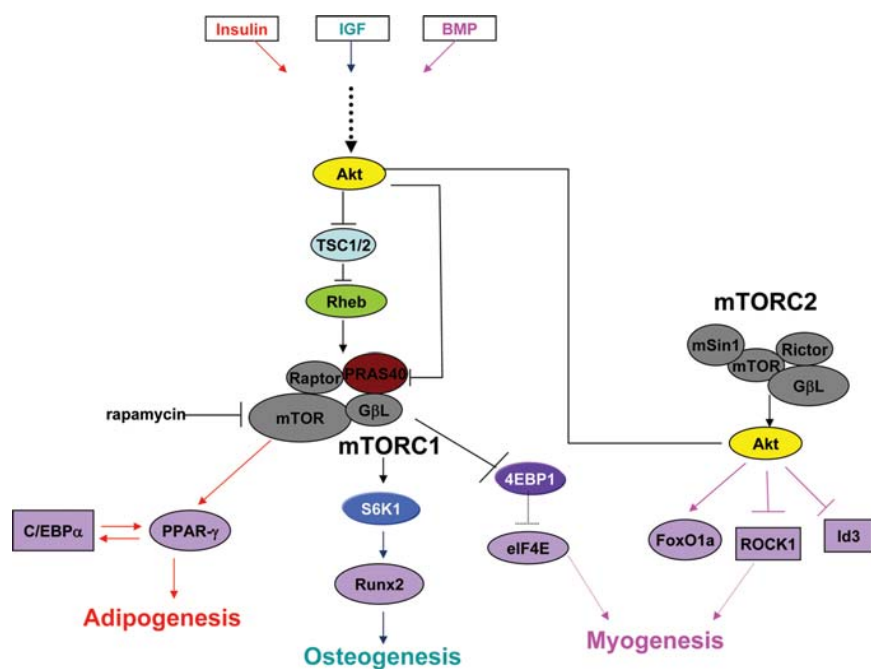 Insulin
IGF
BMP
Akt
TSC1/2
Rheb
mTORC2
mSin1
Rictor
mTOR
GβL
Raptor
PRAS40
rapamycin
mTOR
GβL
mTORC1
Akt
4EBP1
S6K1
C/EBPα
PPAR-γ
eIF4E
FoxO1a
ROCK1
Id3
Runx2
Adipogenesis
Myogenesis
Osteogenesis